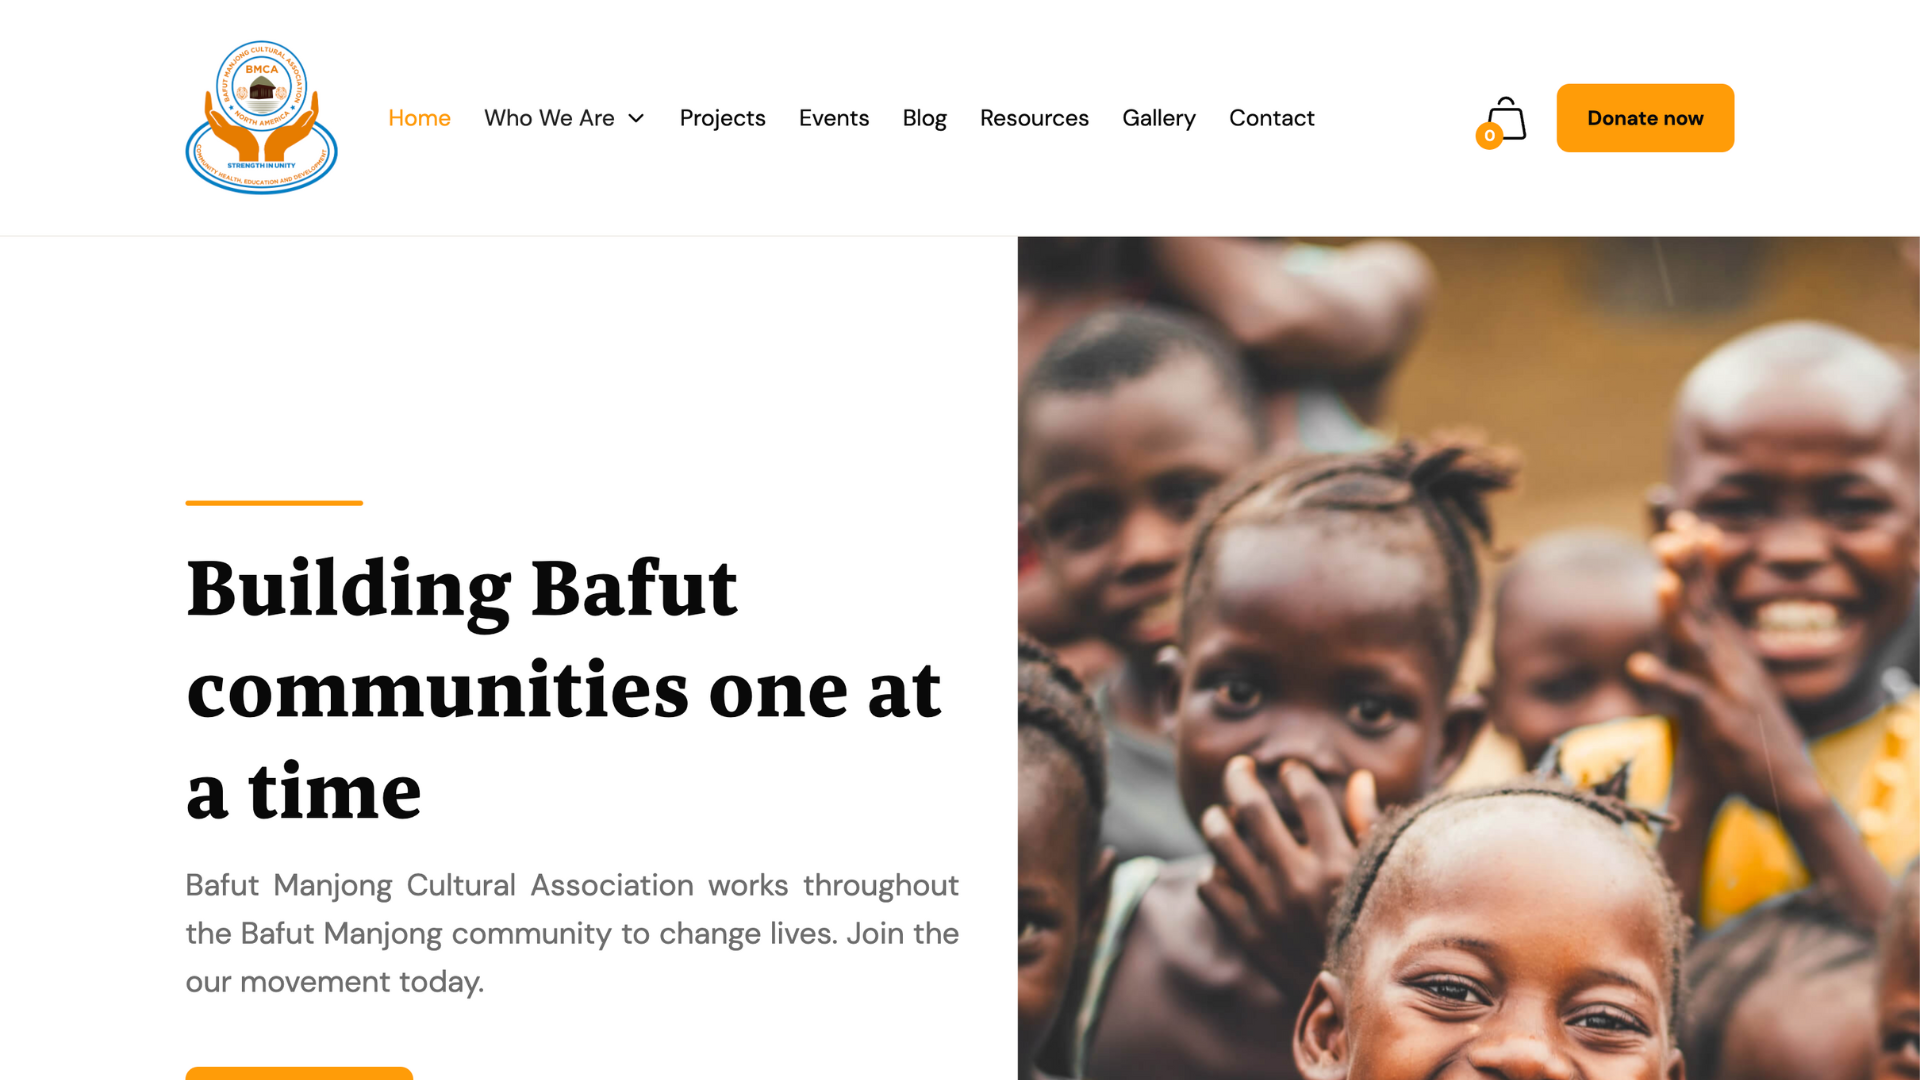 BAFUT MANJONG CULTURAL ASSOCIATION
BMCA
NORTH AMERICA
STRENGTH IN UNITY
COMMUNITY HEALTH, EDUCATION AND DEVELOPMENT
Home Who We Are Projects Events Blog Resources Gallery Contact 0 Donate now
Building Bafut
communities one at
a time
Bafut Manjong Cultural Association works throughout
the Bafut Manjong community to change lives. Join the
our movement today.